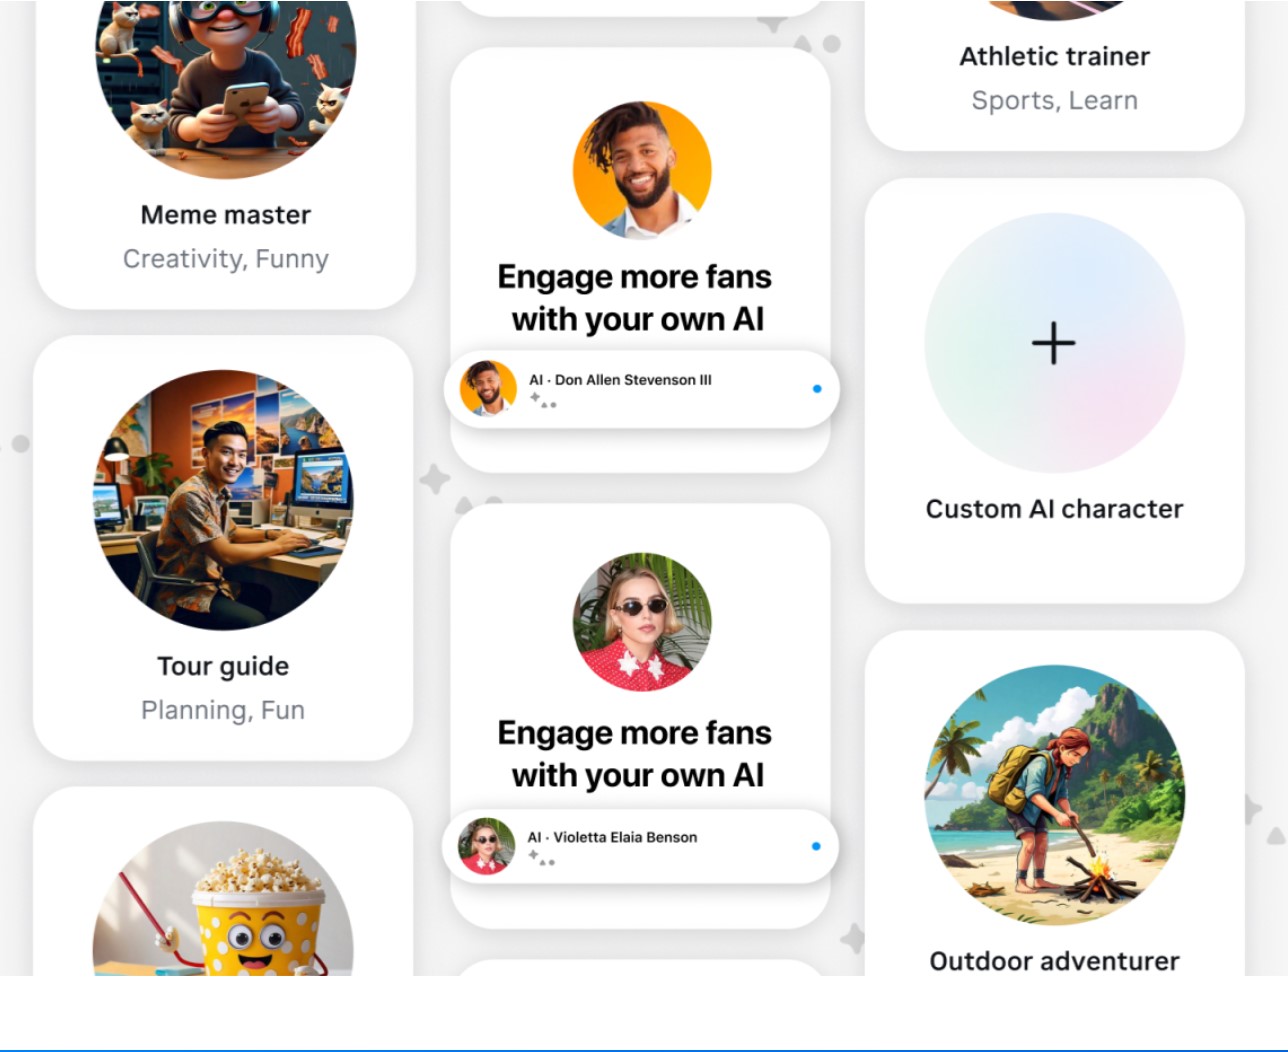 Meme master
Creativity, Funny
Tour guide
Planning, Fun
Engage more fans
with your own AI
AI · Don Allen Stevenson III
Engage more fans
with your own AI
AI · Violetta Elaia Benson
Athletic trainer
Sports, Learn
Custom AI character
Outdoor adventurer